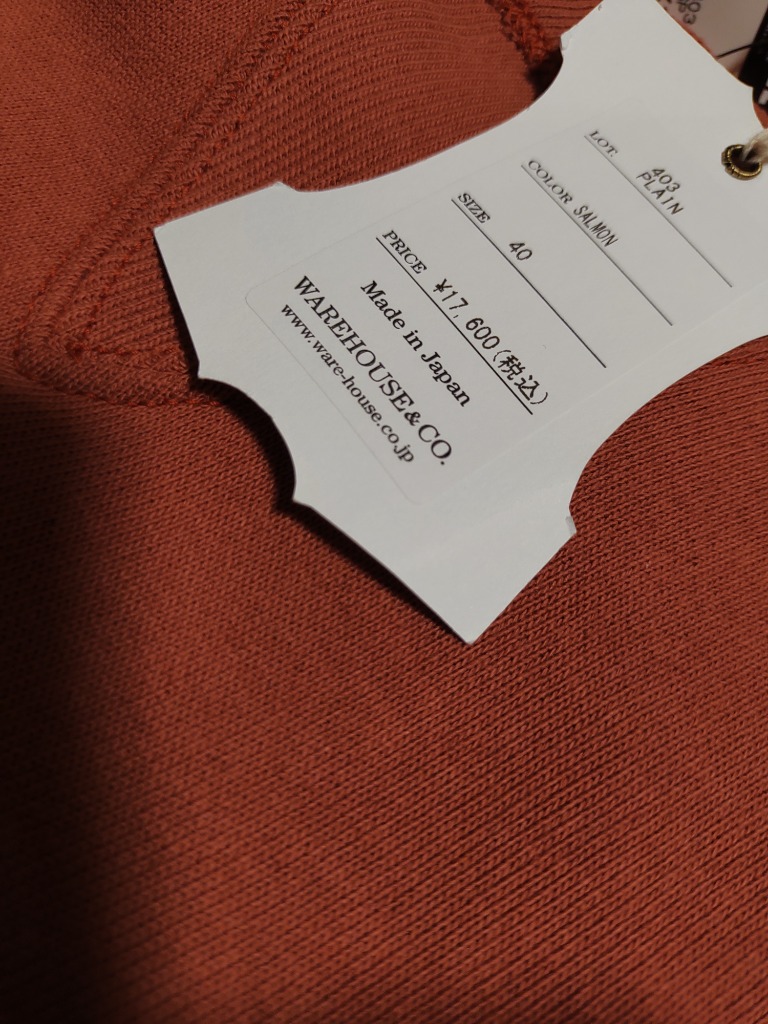 LOT. 403
PLAIN
COLOR SALMON
SIZE 40
PRICE ¥17,600(税込)
Made in Japan
WAREHOUSE&CO.
www.ware-house.co.jp